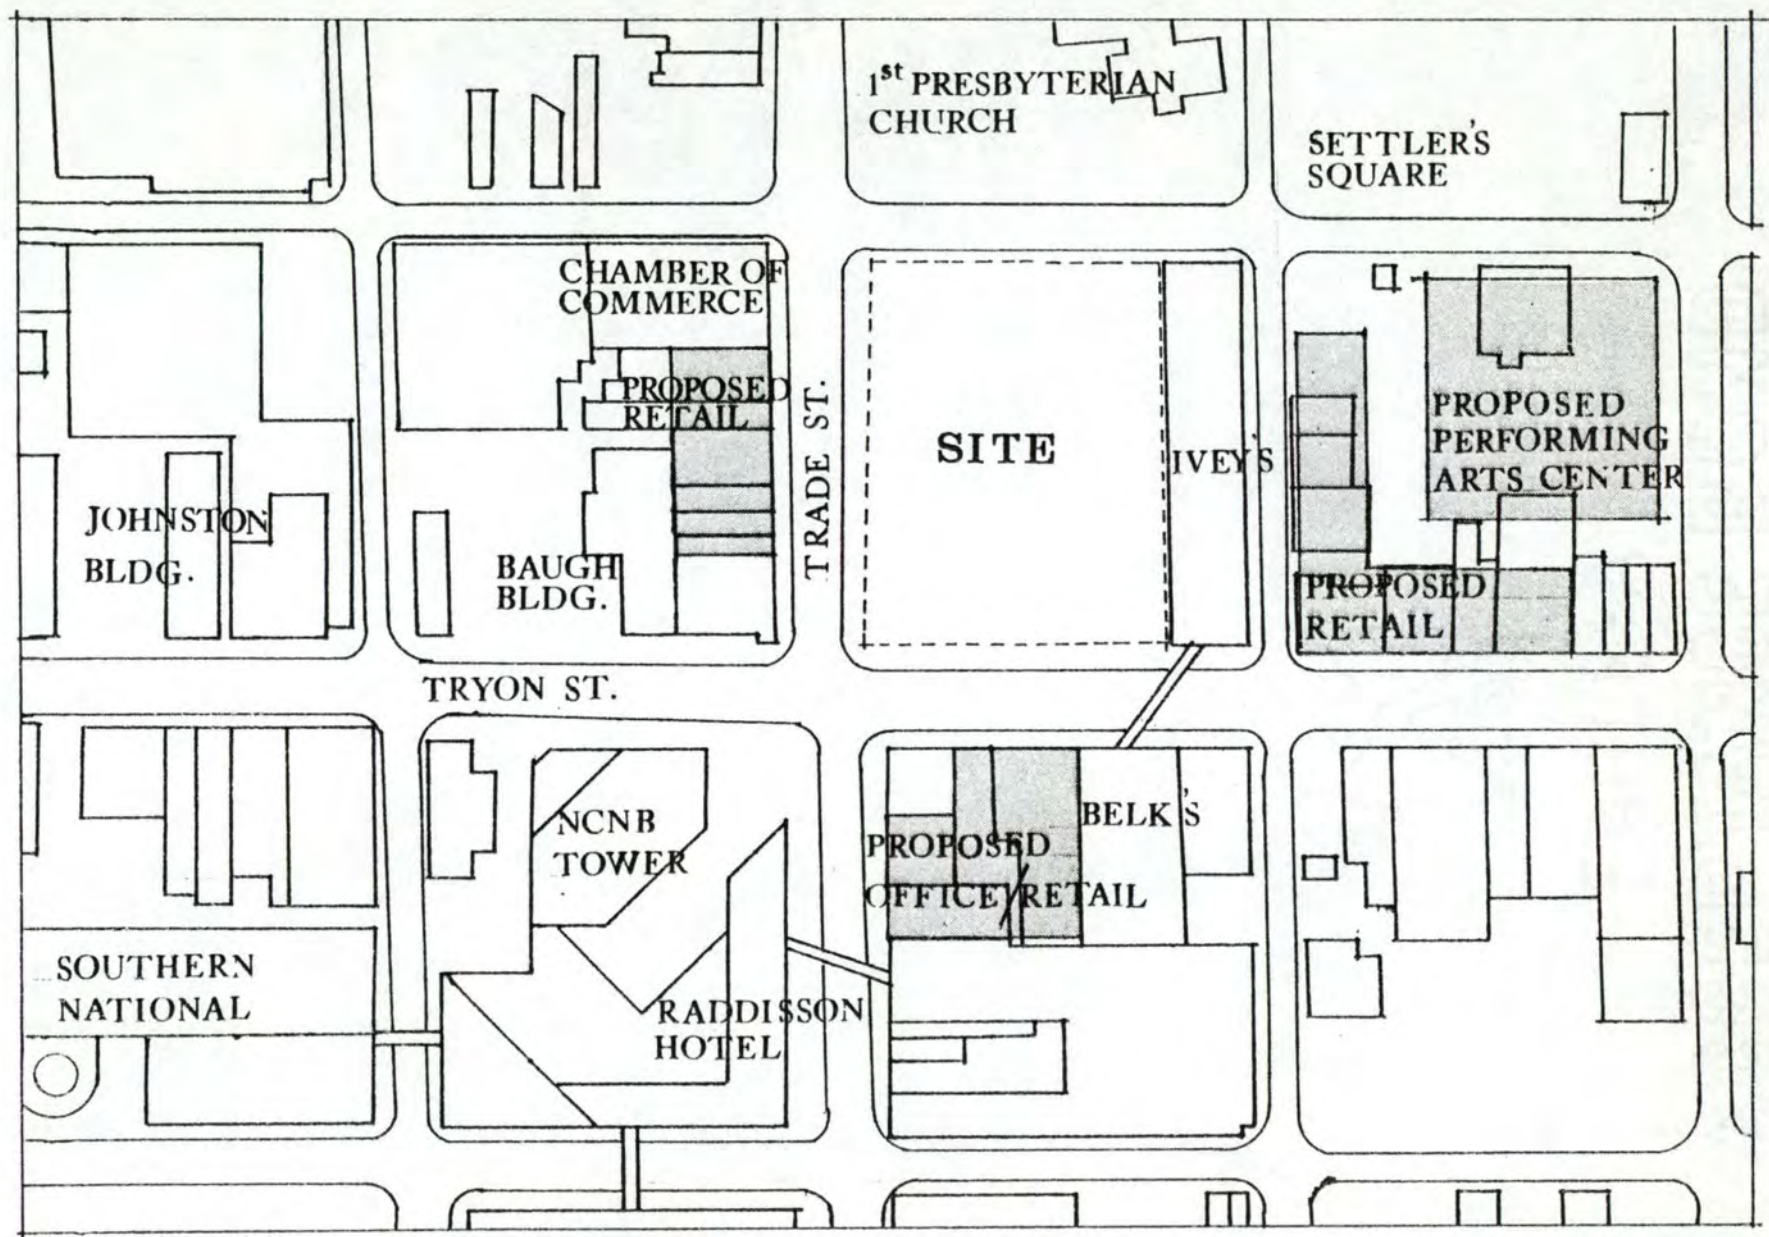 1st PRESBYTERIAN
CHURCH
SETTLER'S
SQUARE
CHAMBER OF
COMMERCE
PROPOSED
RETAIL
TRADE ST.
SITE
IVEY'S
PROPOSED
PERFORMING
ARTS CENTER
JOHNSTON
BLDG.
BAUGH
BLDG.
PROPOSED
RETAIL
TRYON ST.
NCNB
TOWER
BELK'S
PROPOSED
OFFICE/RETAIL
SOUTHERN
NATIONAL
RADDISSON
HOTEL